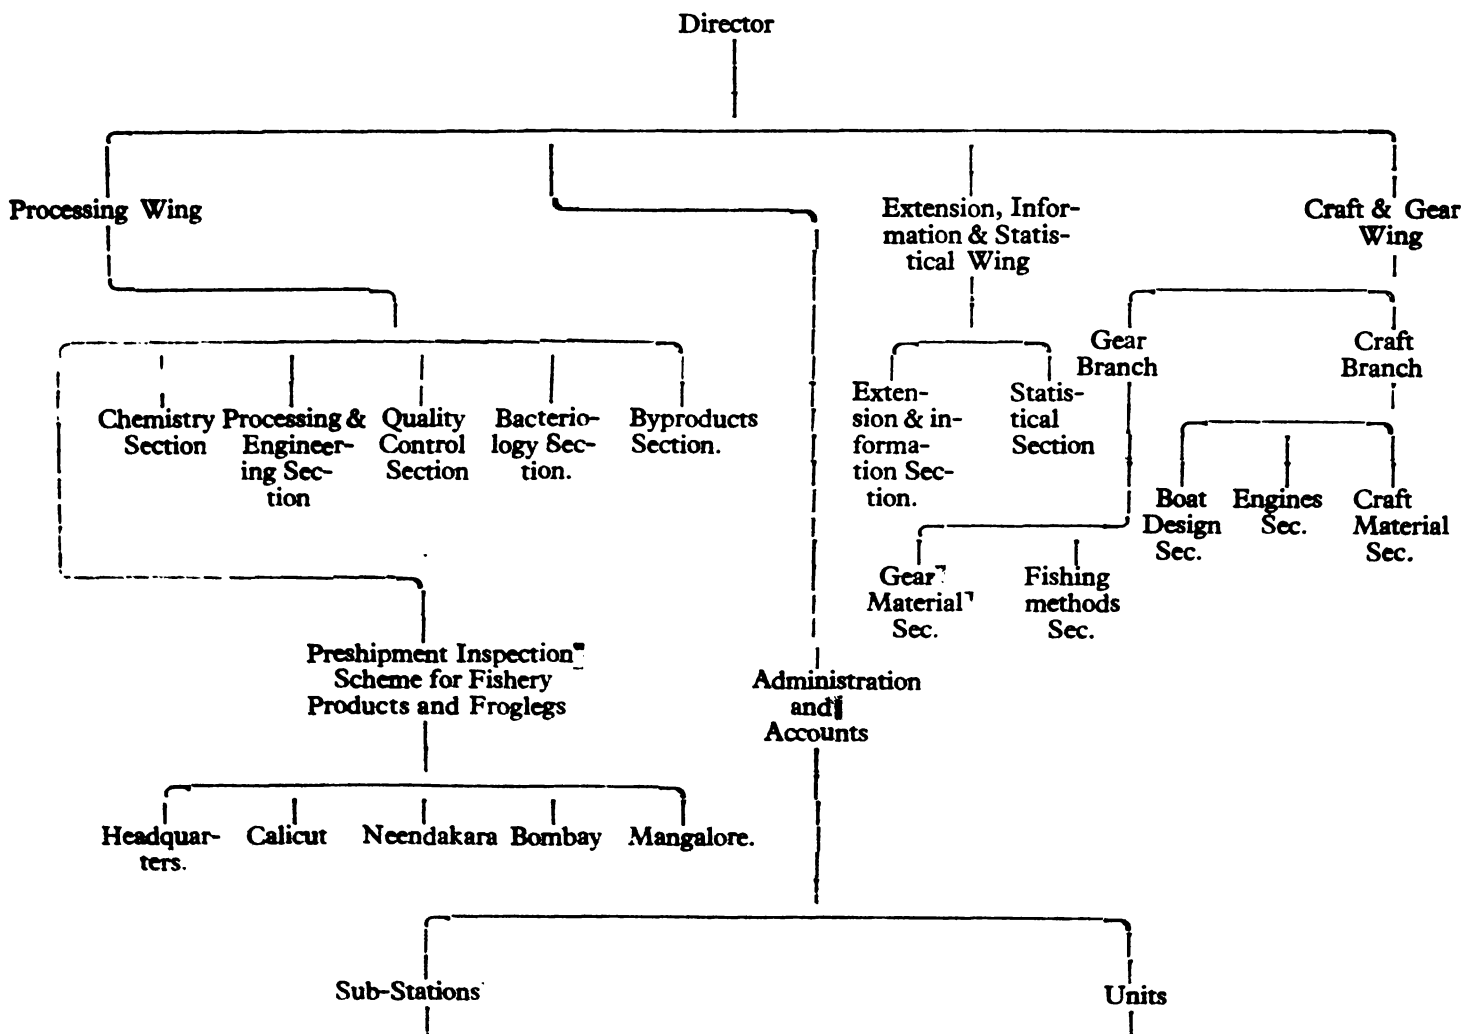 Director
Processing Wing
Extension, Infor-
mation & Statis-
tical Wing
Craft & Gear
Wing
Gear
Branch
Craft
Branch
Chemistry
Section
Processing &
Engineer-
ing Sec-
tion
Quality
Control
Section
Bacterio-
logy Sec-
tion.
Byproducts
Section.
Exten-
sion & in-
forma-
tion Sec-
tion.
Statis-
tical
Section
Boat
Design
Sec.
Engines
Sec.
Craft
Material
Sec.
Gear
Material
Sec.
Fishing
methods
Sec.
Preshipment Inspection
Scheme for Fishery
Products and Froglegs
Administration
and
Accounts
Headquar-
ters.
Calicut
Neendakara
Bombay
Mangalore.
Sub-Stations
Units